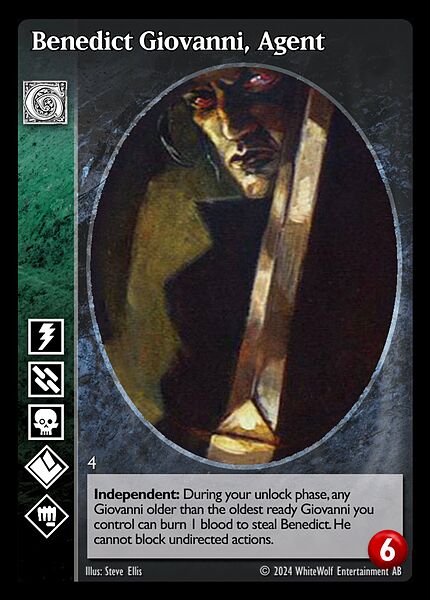 Benedict Giovanni, Agent
G
4
Independent: During your unlock phase, any
Giovanni older than the oldest ready Giovanni you
control can burn 1 blood to steal Benedict. He
cannot block undirected actions.
6
Illus: Steve Ellis
© 2024 WhiteWolf Entertainment AB